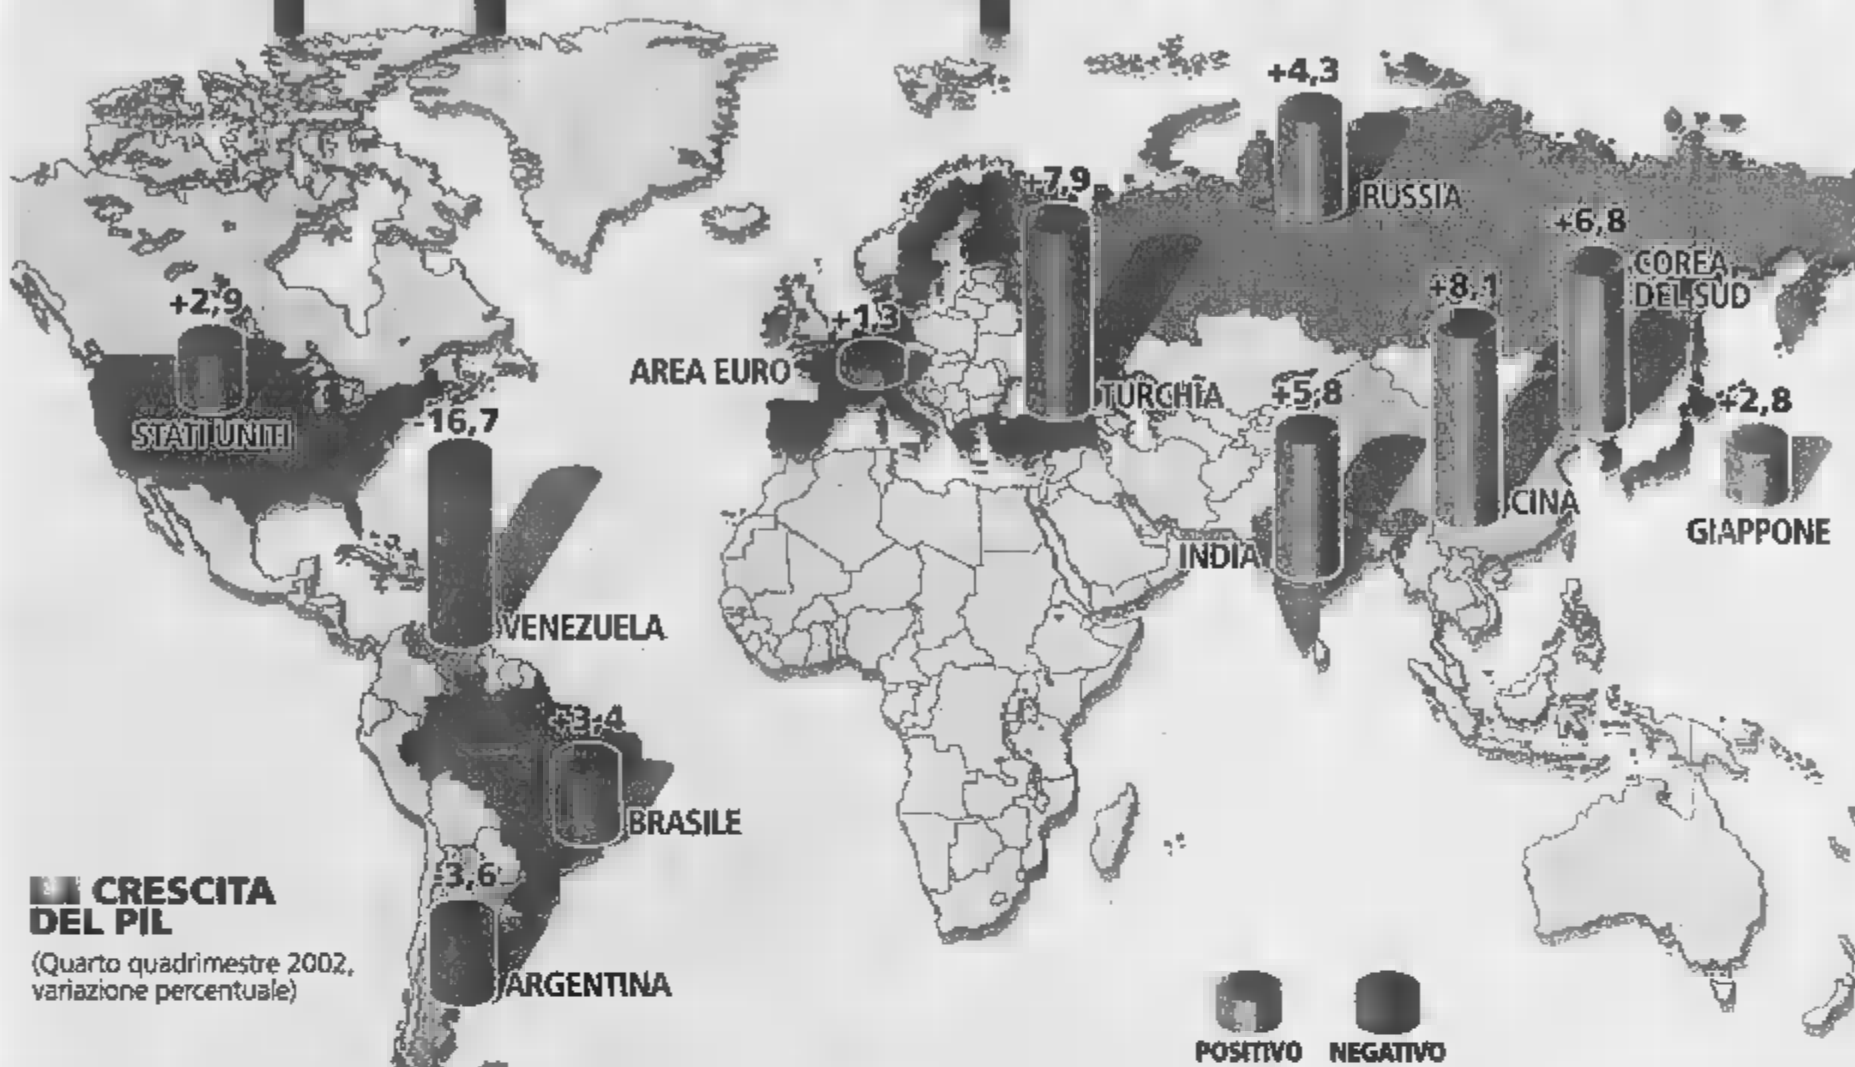 +4,3
RUSSIA
+7,9
+6,8
COREA
DEL SUD
+8,1
+2,9
+1,3
AREA EURO
TURCHIA
+5,8
+2,8
STATI UNITI
-16,7
CINA
GIAPPONE
INDIA
VENEZUELA
+3,4
BRASILE
-3,6
ARGENTINA
CRESCITA
DEL PIL
(Quarto quadrimestre 2002,
variazione percentuale)
POSITIVO
NEGATIVO